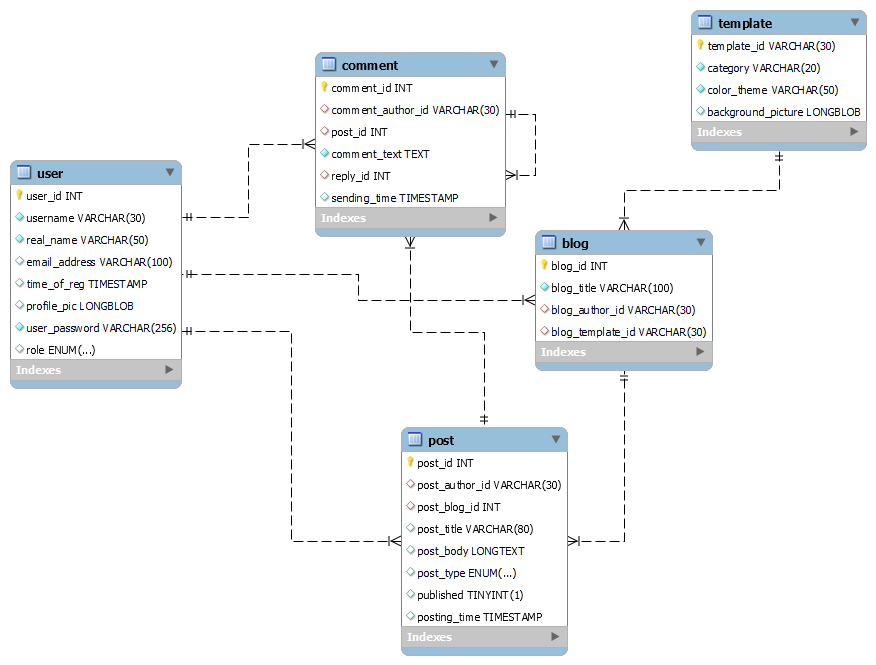 template
template_id VARCHAR(30)
category VARCHAR(20)
color_theme VARCHAR(50)
background_picture LONGBLOB
Indexes
comment
comment_id INT
comment_author_id VARCHAR(30)
post_id INT
comment_text TEXT
reply_id INT
sending_time TIMESTAMP
Indexes
user
user_id INT
username VARCHAR(30)
real_name VARCHAR(50)
email_address VARCHAR(100)
time_of_reg TIMESTAMP
profile_pic LONGBLOB
user_password VARCHAR(256)
role ENUM(...)
Indexes
blog
blog_id INT
blog_title VARCHAR(100)
blog_author_id VARCHAR(30)
blog_template_id VARCHAR(30)
Indexes
post
post_id INT
post_author_id VARCHAR(30)
post_blog_id INT
post_title VARCHAR(80)
post_body LONGTEXT
post_type ENUM(...)
published TINYINT(1)
posting_time TIMESTAMP
Indexes